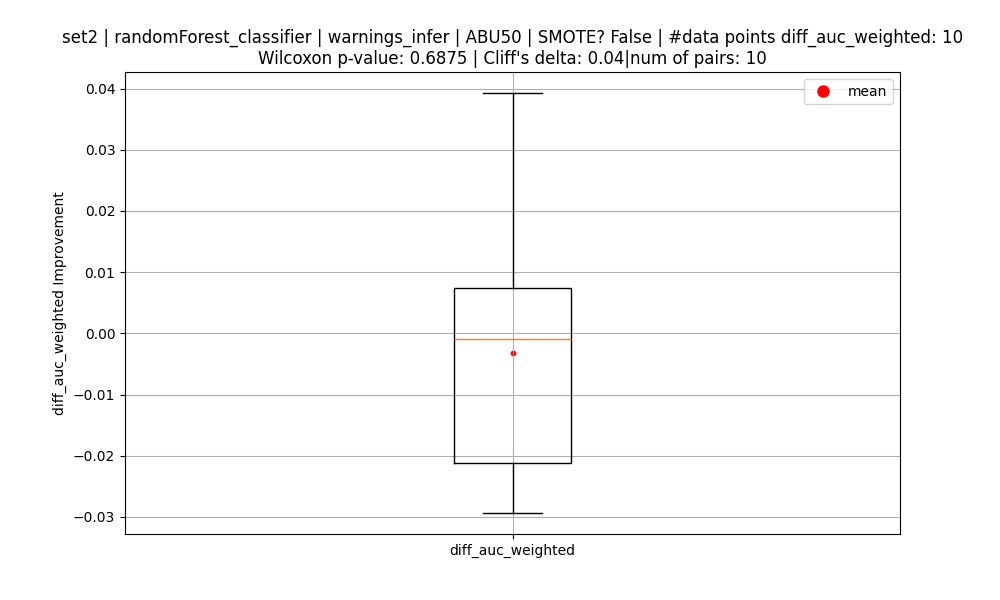 set2 | randomForest_classifier | warnings_infer | ABU50 | SMOTE? False | #data points diff_auc_weighted: 10
Wilcoxon p-value: 0.6875 | Cliff's delta: 0.04|num of pairs: 10
mean
0.04
0.03
0.02
0.01
0.00
−0.01
−0.02
−0.03
diff_auc_weighted Improvement
diff_auc_weighted